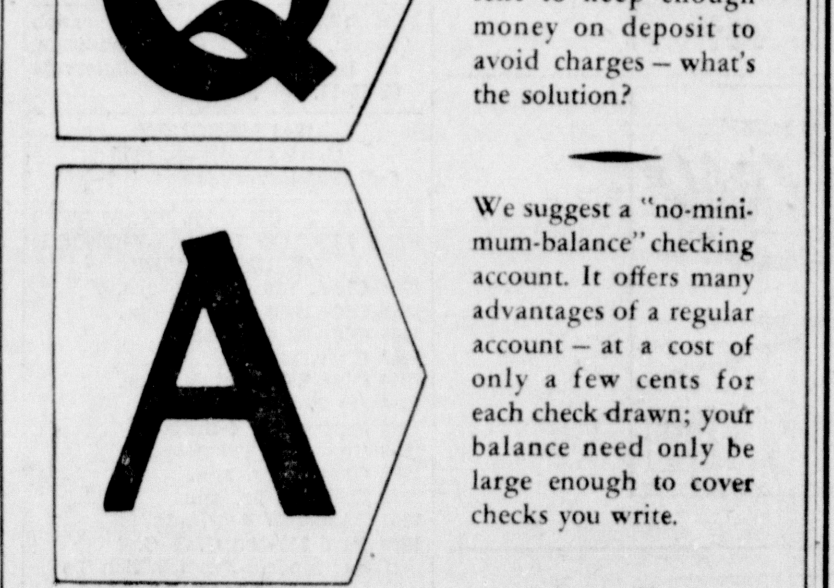 Q
money on deposit to
avoid charges — what's
the solution?
A
We suggest a "no-mini-
mum-balance" checking
account. It offers many
advantages of a regular
account — at a cost of
only a few cents for
each check drawn; your
balance need only be
large enough to cover
checks you write.